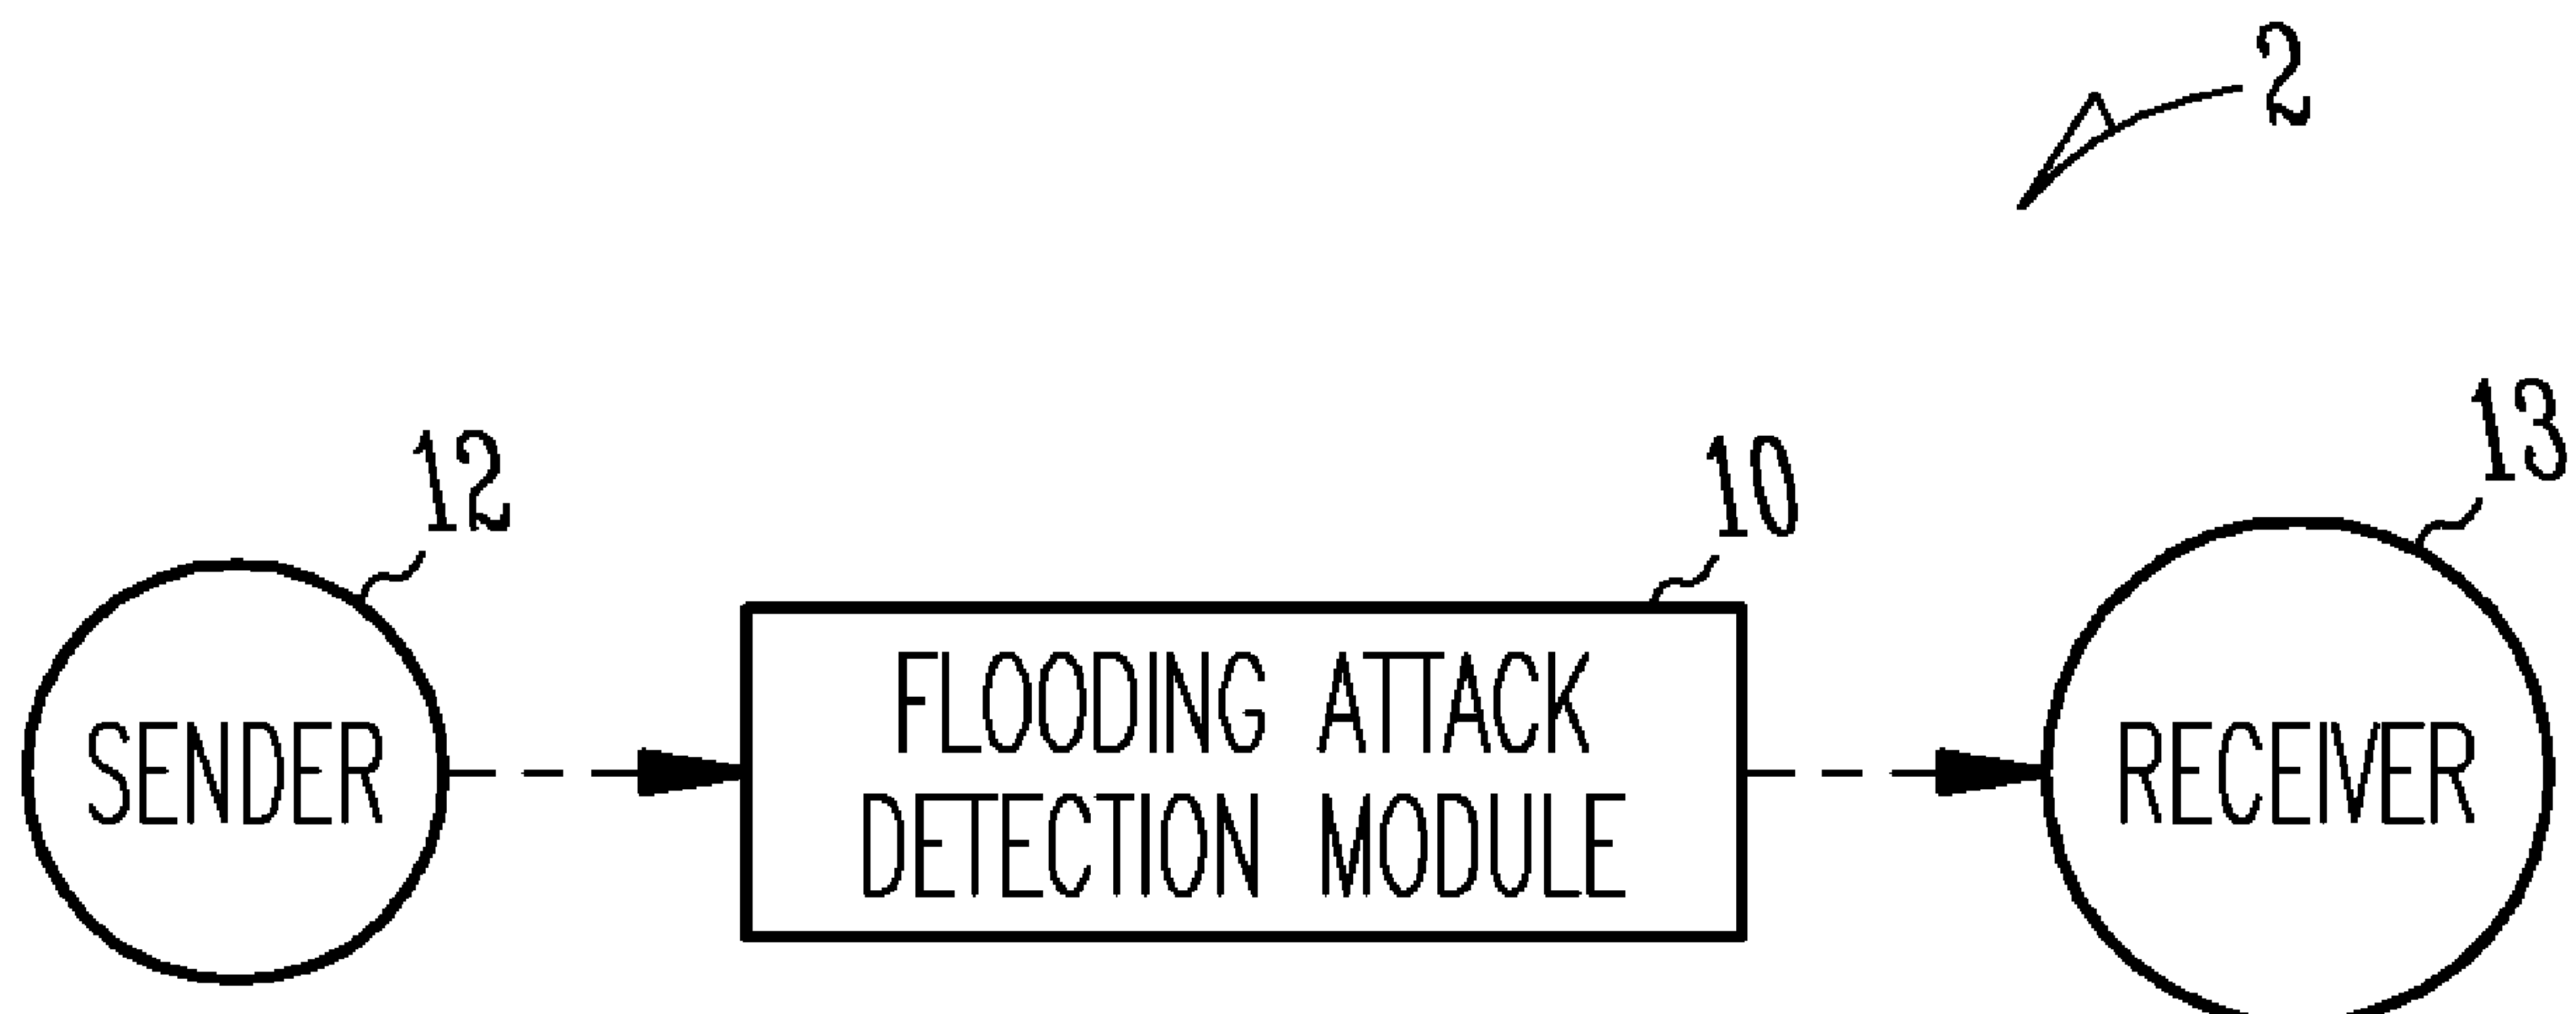 2
12
10
13
SENDER
FLOODING ATTACK
DETECTION MODULE
RECEIVER